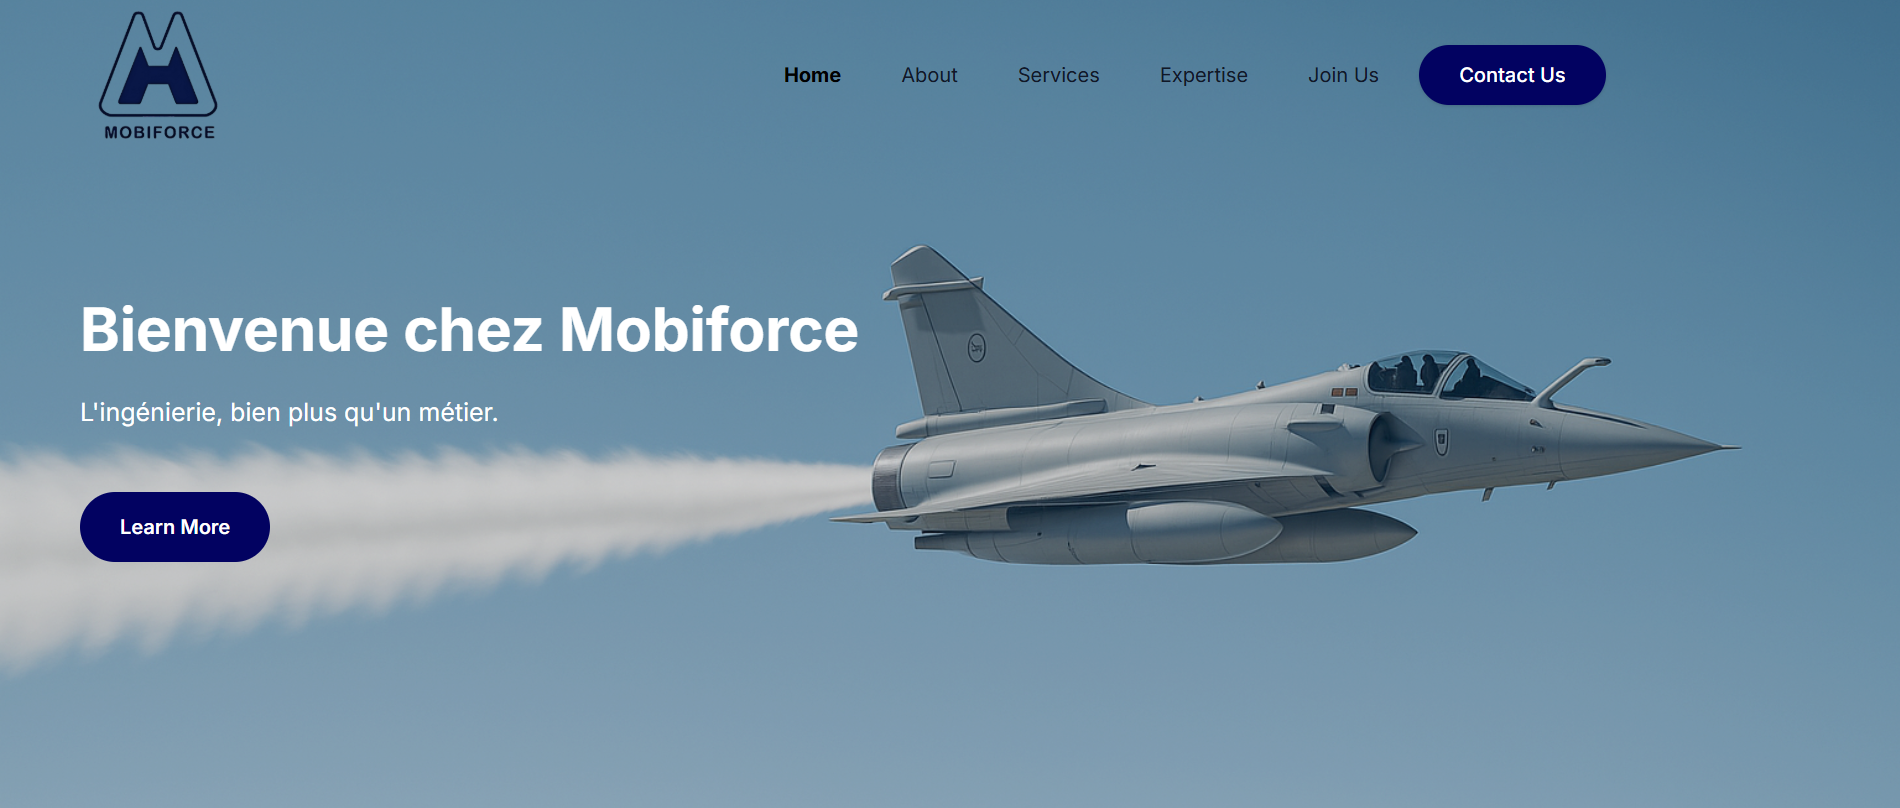 MOBIFORCE
Home About Services Expertise Join Us Contact Us
Bienvenue chez Mobiforce
L'ingénierie, bien plus qu'un métier.
Learn More